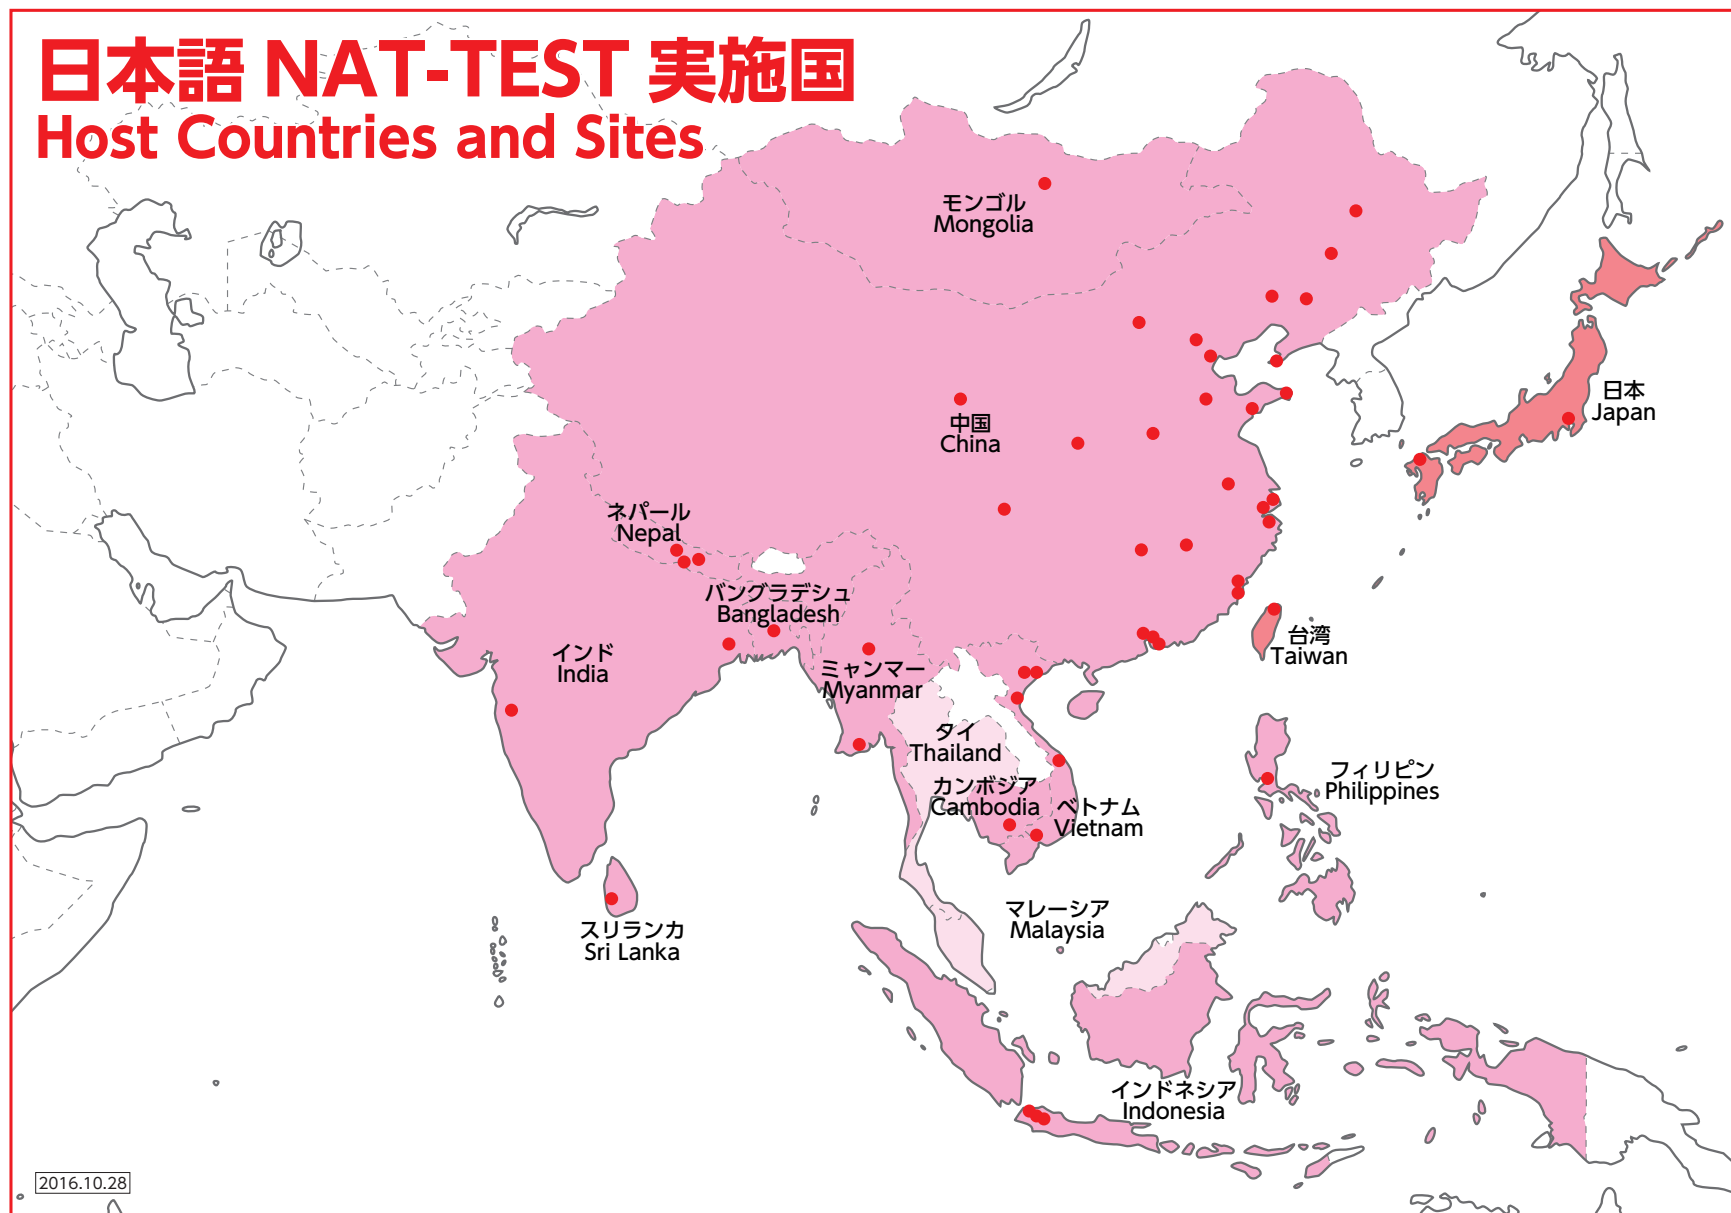 日本語 NAT-TEST 実施国
Host Countries and Sites
モンゴル
Mongolia
中国
China
日本
Japan
ネパール
Nepal
バングラデシュ
Bangladesh
インド
India
ミャンマー
Myanmar
台湾
Taiwan
タイ
Thailand
カンボジア
Cambodia
ベトナム
Vietnam
フィリピン
Philippines
スリランカ
Sri Lanka
マレーシア
Malaysia
インドネシア
Indonesia
2016.10.28